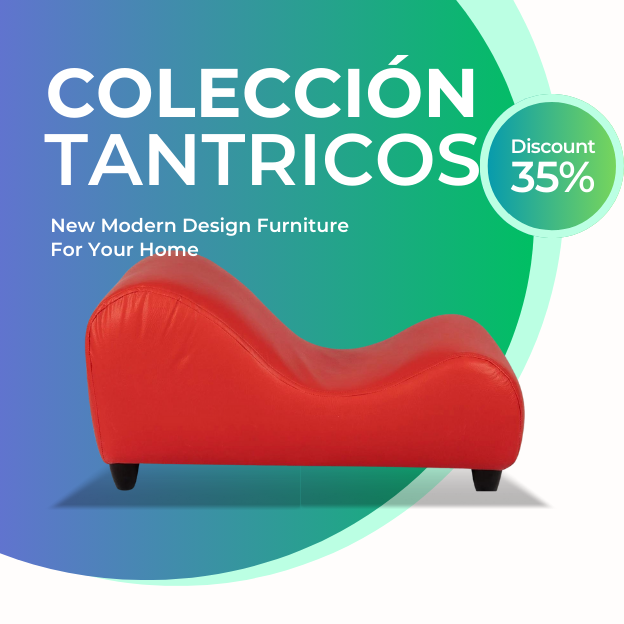 COLECCIÓN
TANTRICOS
Discount
35%
New Modern Design Furniture
For Your Home